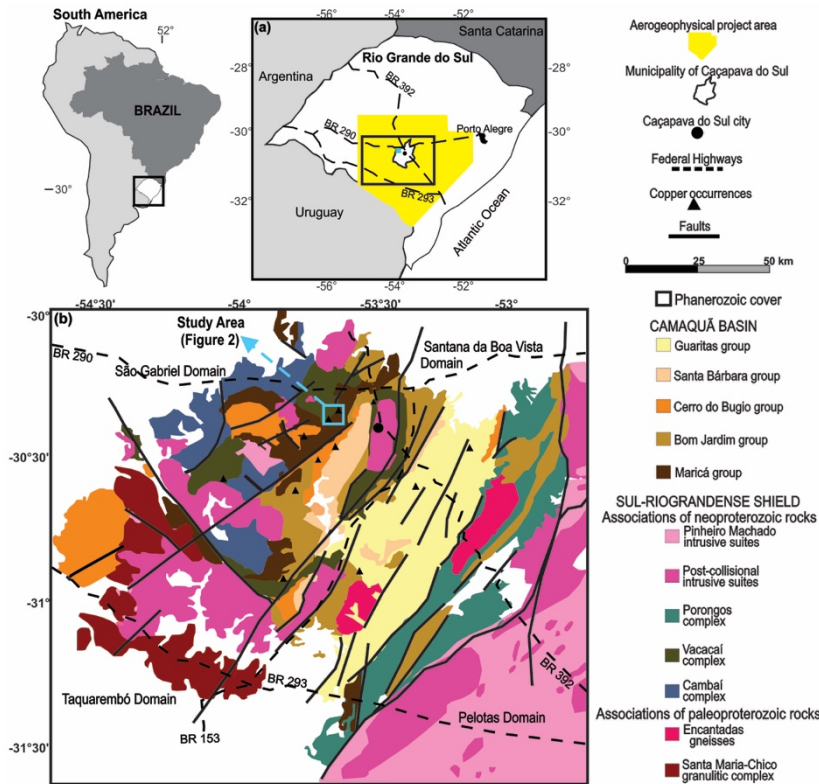 South America
52°
BRAZIL
-30°
(a)
-56°
-54°
-52°
Santa Catarina
-28°
Rio Grande do Sul
Argentina
BR 392
-30°
BR 290
Porto Alegre
BR 293
-32°
Uruguay
Atlantic Ocean
-56°
-54°
-52°
Aerogeophysical project area
Municipality of Caçapava do Sul
Caçapava do Sul city
Federal Highways
Copper occurrences
Faults
0
25
50 km
Phanerozoic cover
CAMAQUÃ BASIN
Guaritas group
Santa Bárbara group
Cerro do Bugio group
Bom Jardim group
Maricá group
SUL-RIOGRANDENSE SHIELD
Associations of neoproterozoic rocks
Pinheiro Machado
intrusive suites
Post-collisional
intrusive suites
Porongos
complex
Vacacaí
complex
Cambaí
complex
Associations of paleoproterozoic rocks
Encantadas
gneisses
Santa Maria-Chico
granulitic complex
-54°30'
-54°
-53°30'
-53°
-30°
(b)
Study Area
(Figure 2)
BR 290
São Gabriel Domain
Santana da Boa Vista
Domain
-30°30'
-31°
BR 293
BR 392
Taquarembó Domain
Pelotas Domain
BR 153
-31°30'